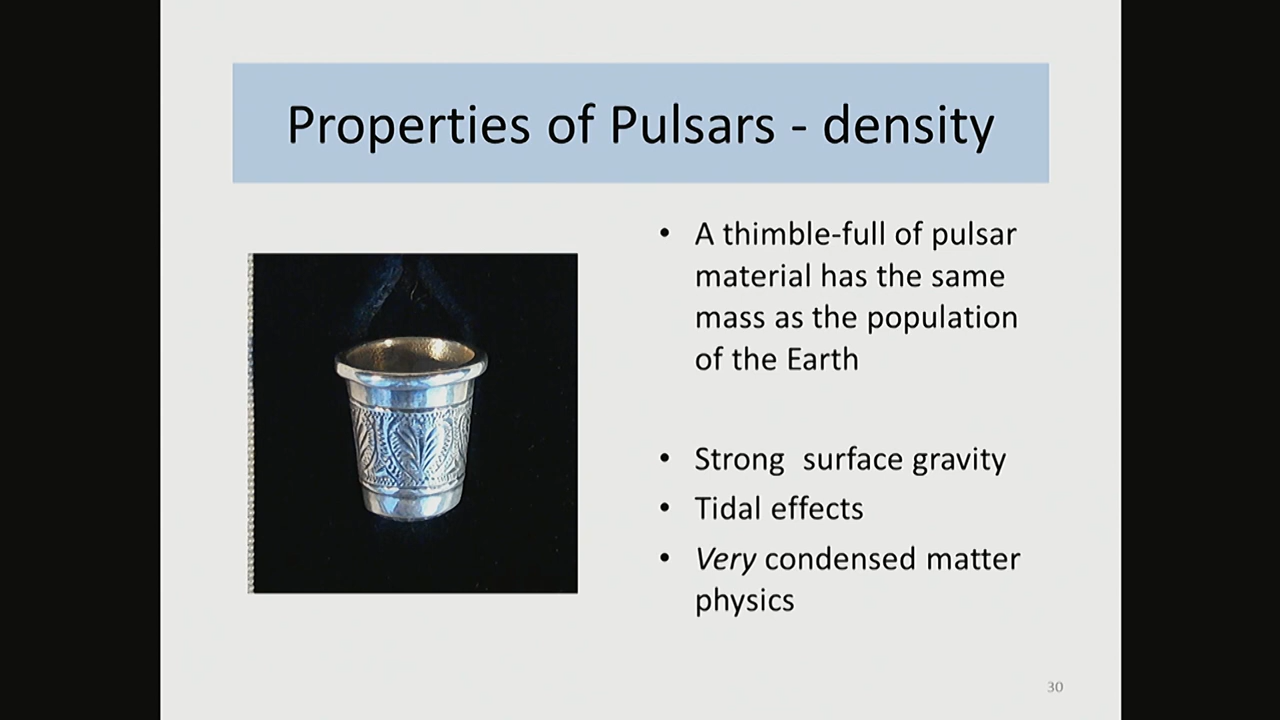 Properties of Pulsars - density
• A thimble-full of pulsar
material has the same
mass as the population
of the Earth
• Strong  surface gravity
• Tidal effects
• Very condensed matter
physics
30